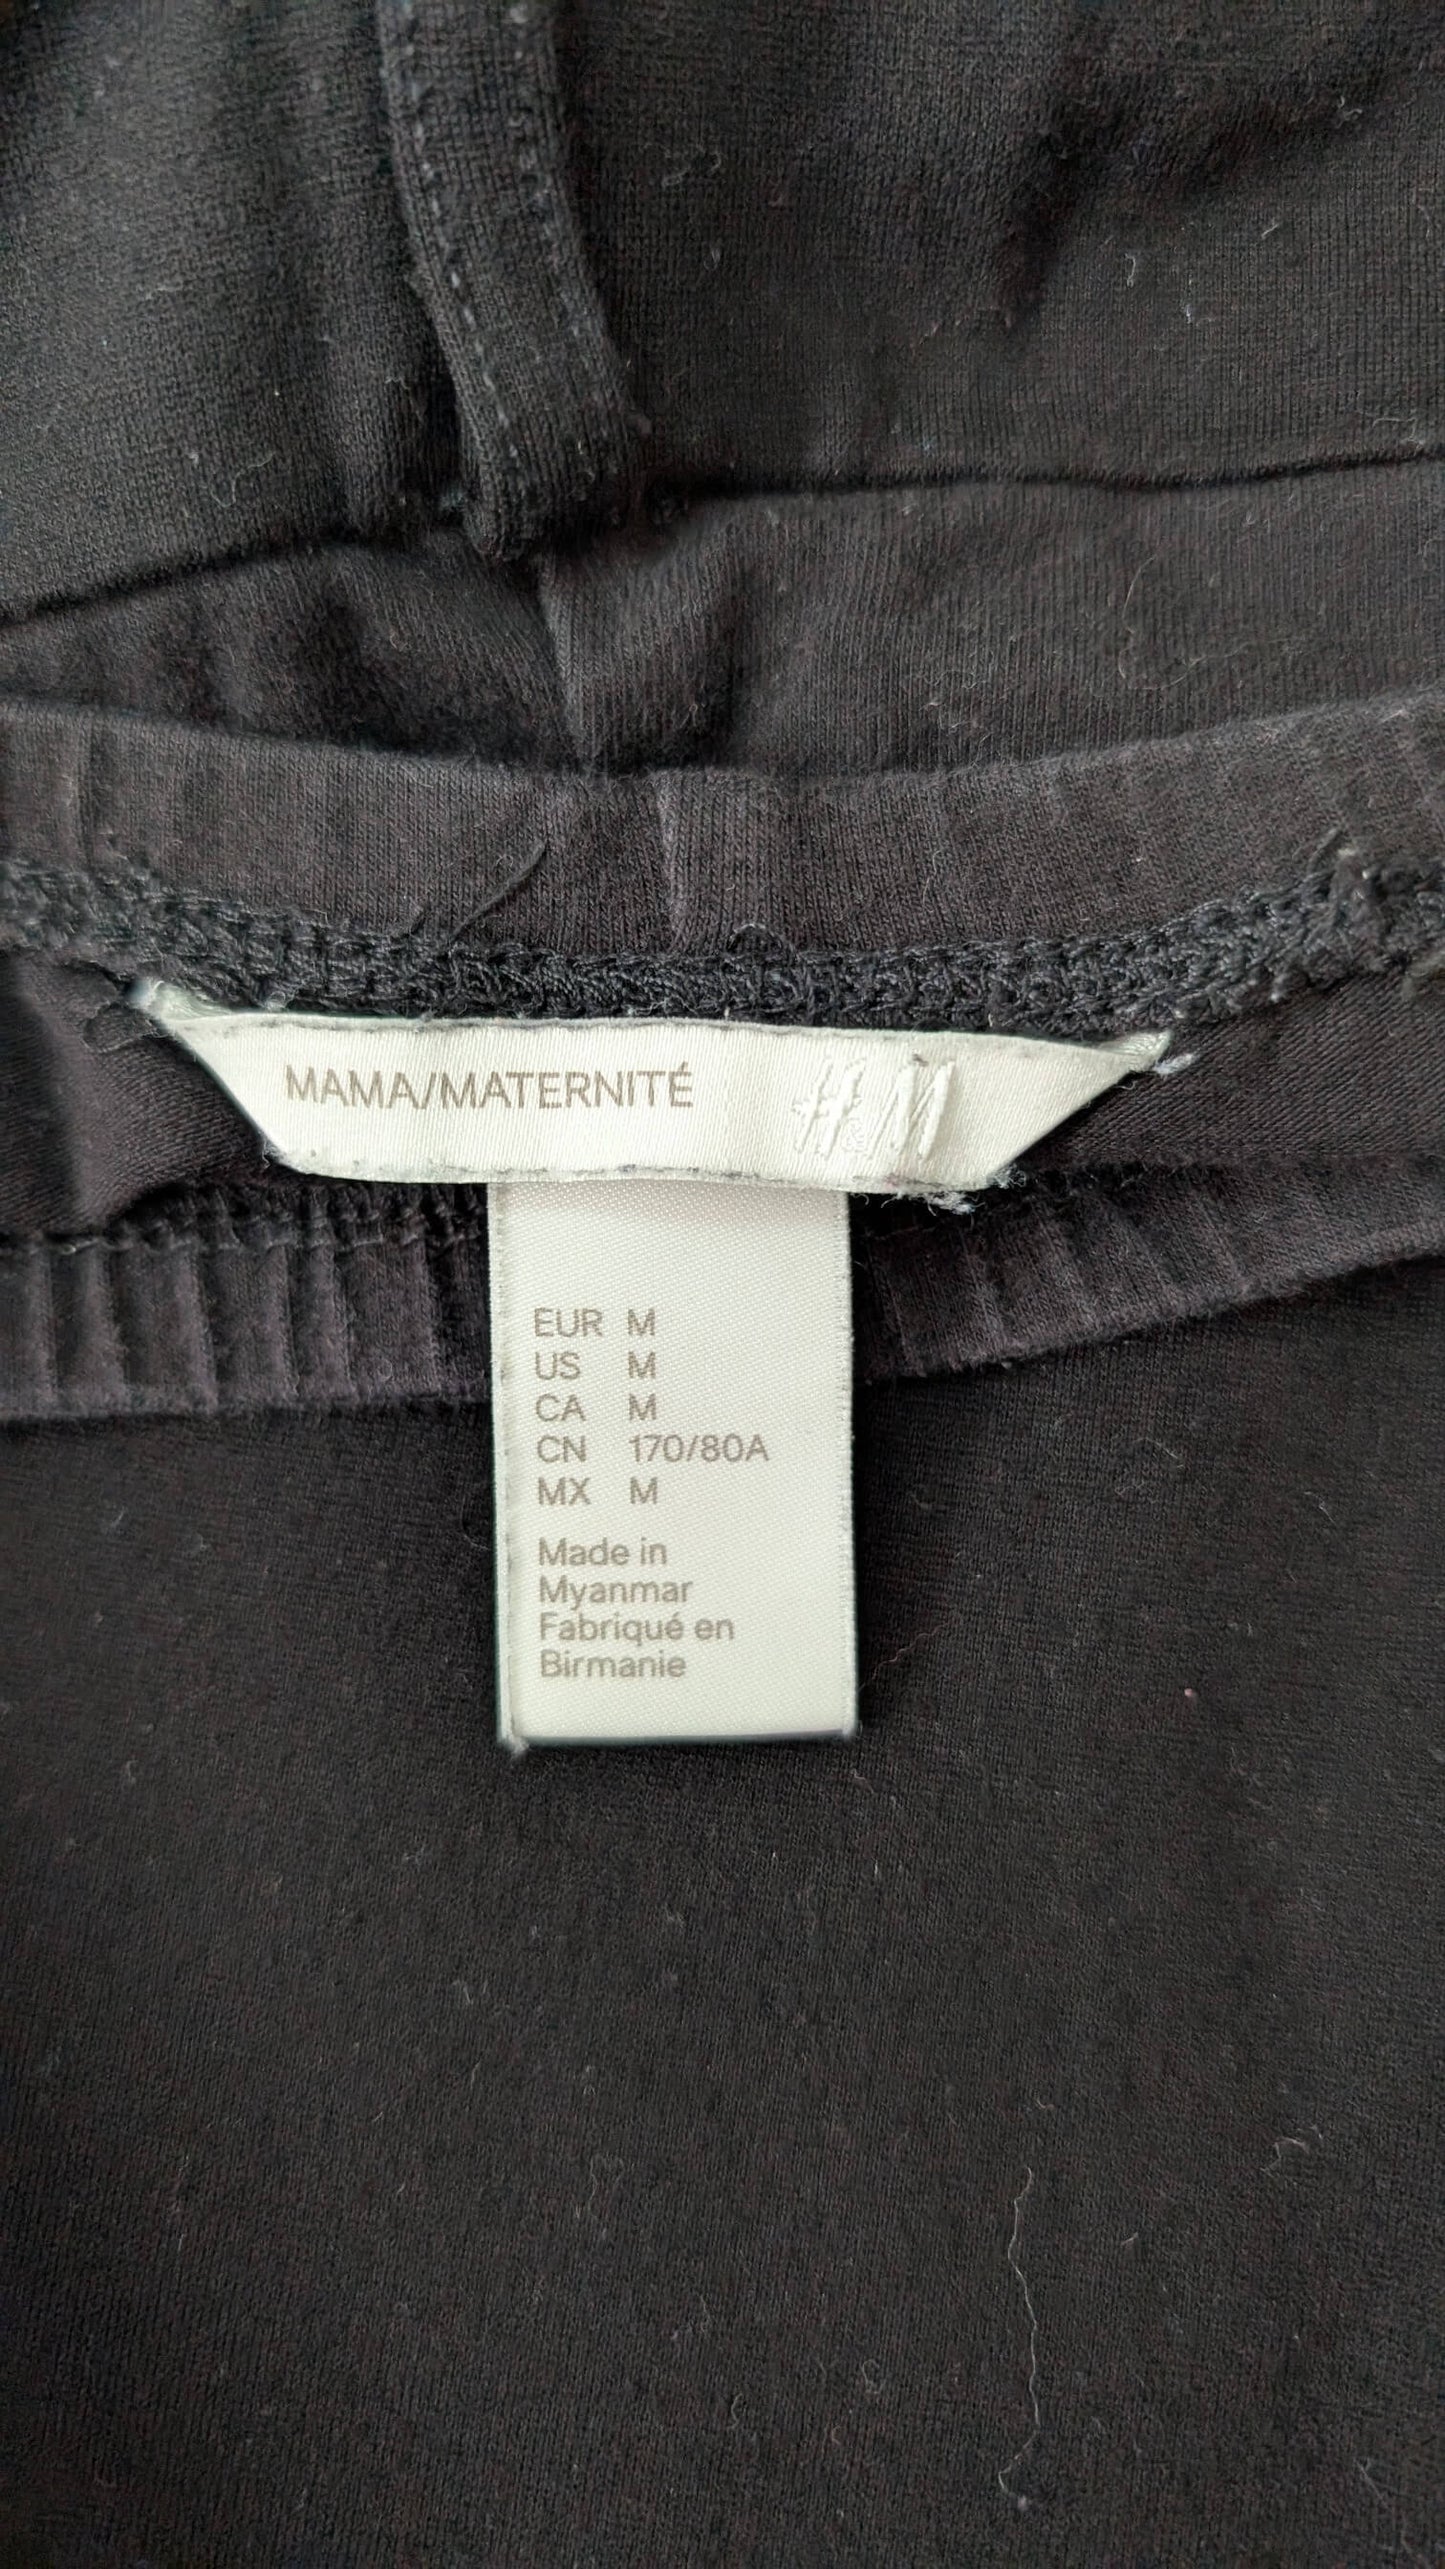 MAMA/MATERNITÉ H&M
EUR M
US M
CA M
CN 170/80A
MX M
Made in
Myanmar
Fabriqué en
Birmanie